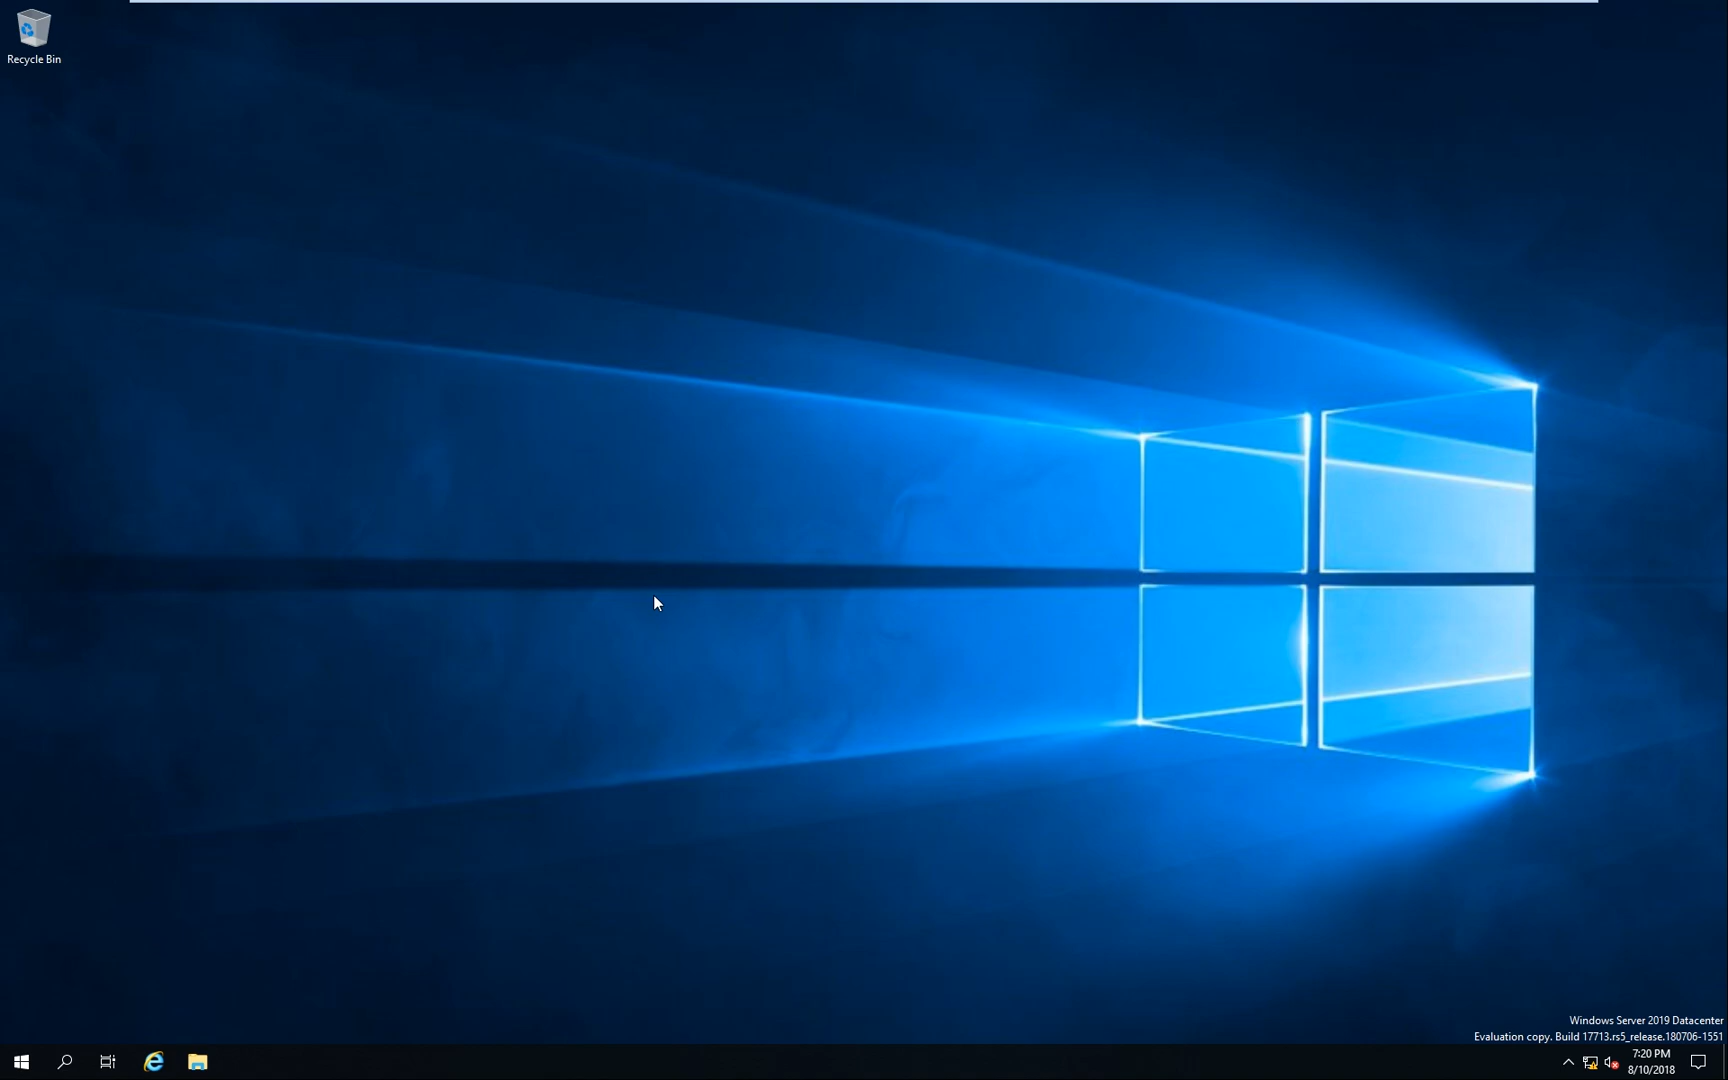 Recycle Bin
Windows Server 2019 Datacenter
Evaluation copy. Build 17713.rs5_release.180706-1551
7:20 PM
8/10/2018